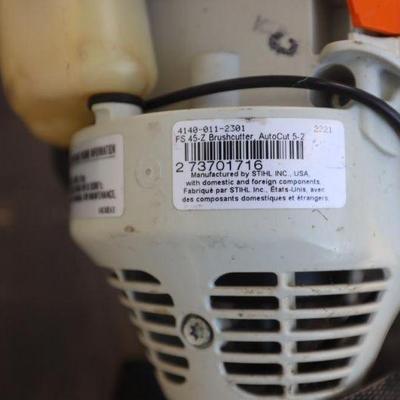 4140-011-2301 2221
FS 45-Z Brushcutter, AutoCut 5-2
2 73701716
Manufactured by STIHL INC., USA,
with domestic and foreign components.
Fabriqué par STIHL Inc., États-Unis, avec
des composants domestiques et étrangers.
INFORMATION